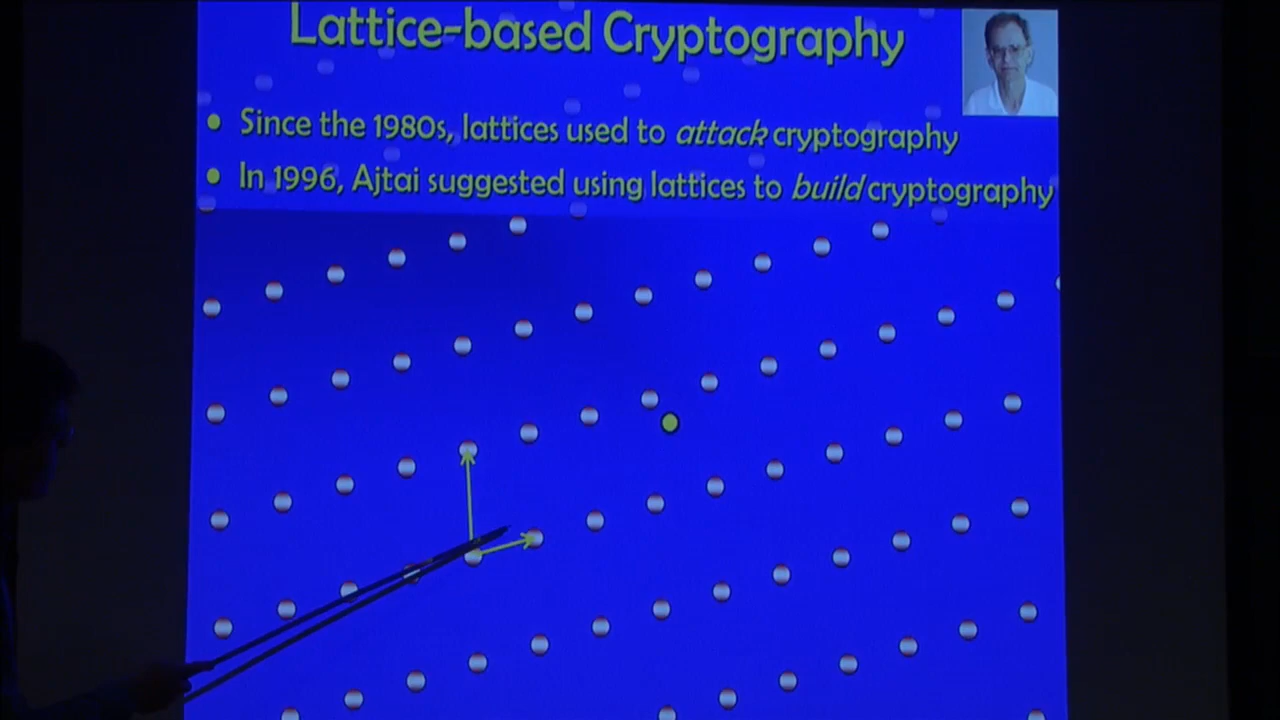 Lattice-based Cryptography
• Since the 1980s, lattices used to attack cryptography
• In 1996, Ajtai suggested using lattices to build cryptography